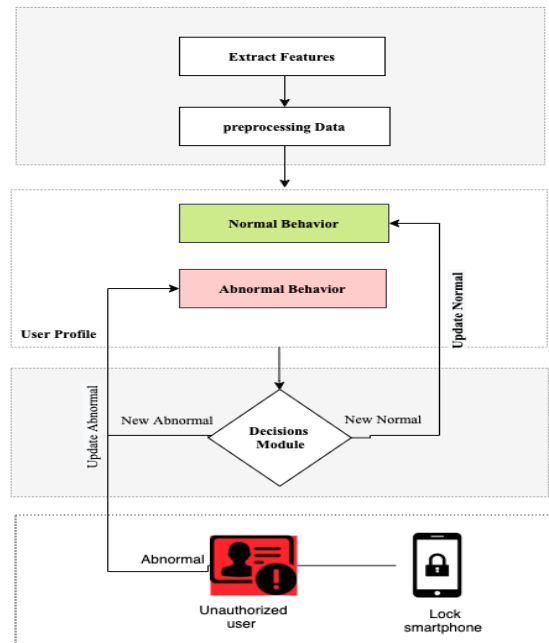 Extract Features
preprocessing Data
Normal Behavior
Abnormal Behavior
User Profile
Update Normal
New Abnormal
Decisions
Module
New Normal
Update Abnormal
Abnormal
Unauthorized
user
Lock
smartphone